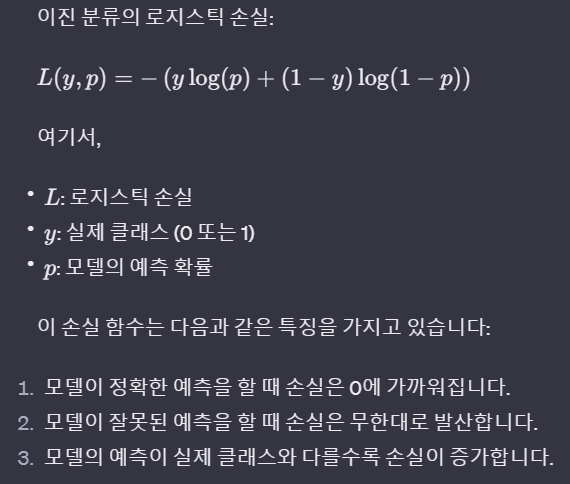 이진 분류의 로지스틱 손실:
L(y, p) = − (y log(p) + (1 − y) log(1 − p))
여기서,
• L: 로지스틱 손실
• y: 실제 클래스 (0 또는 1)
• p: 모델의 예측 확률
이 손실 함수는 다음과 같은 특징을 가지고 있습니다:
1. 모델이 정확한 예측을 할 때 손실은 0에 가까워집니다.
2. 모델이 잘못된 예측을 할 때 손실은 무한대로 발산합니다.
3. 모델의 예측이 실제 클래스와 다를수록 손실이 증가합니다.